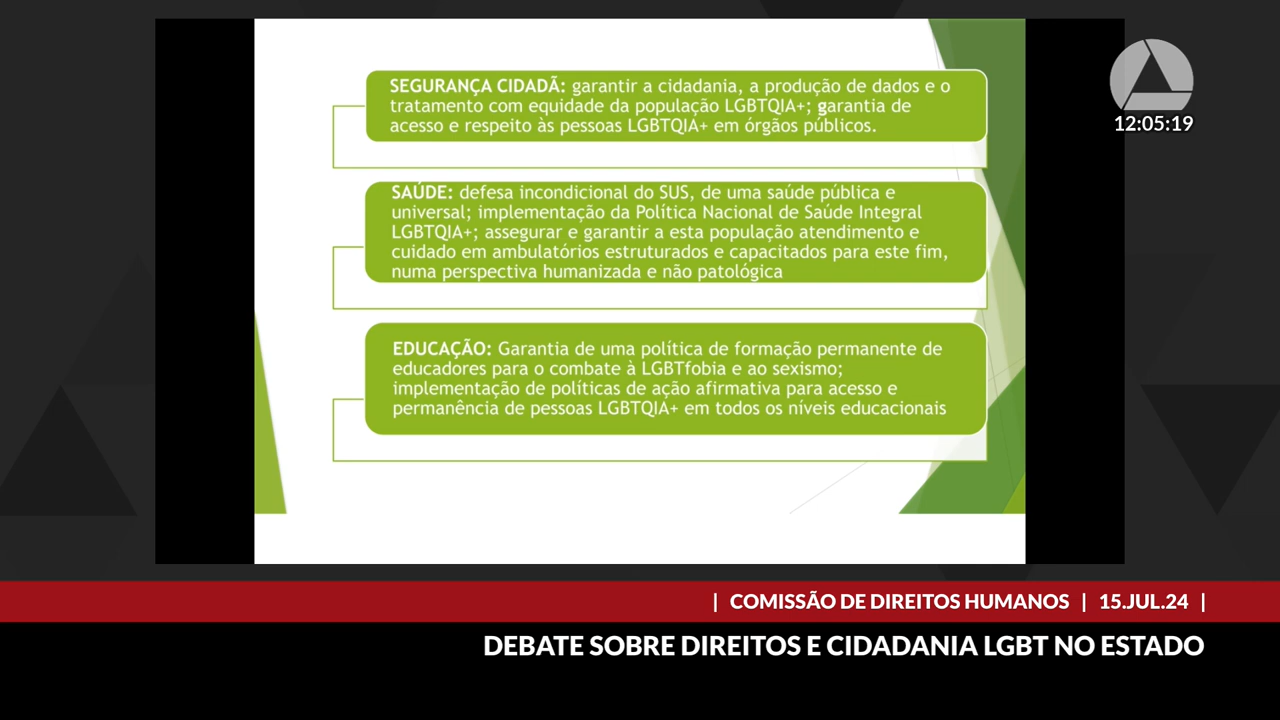 SEGURANÇA CIDADÃ: garantir a cidadania, a produção de dados e o
tratamento com equidade da população LGBTQIA+; garantia de
acesso e respeito às pessoas LGBTQIA+ em órgãos públicos.
12:05:19
SAÚDE: defesa incondicional do SUS, de uma saúde pública e
universal; implementação da Política Nacional de Saúde Integral
LGBTQIA+; assegurar e garantir a esta população atendimento e
cuidado em ambulatórios estruturados e capacitados para este fim,
numa perspectiva humanizada e não patológica
EDUCAÇÃO: Garantia de uma política de formação permanente de
educadores para o combate à LGBTfobia e ao sexismo;
implementação de políticas de ação afirmativa para acesso e
permanência de pessoas LGBTQIA+ em todos os níveis educacionais
| COMISSÃO DE DIREITOS HUMANOS | 15.JUL.24 |
DEBATE SOBRE DIREITOS E CIDADANIA LGBT NO ESTADO